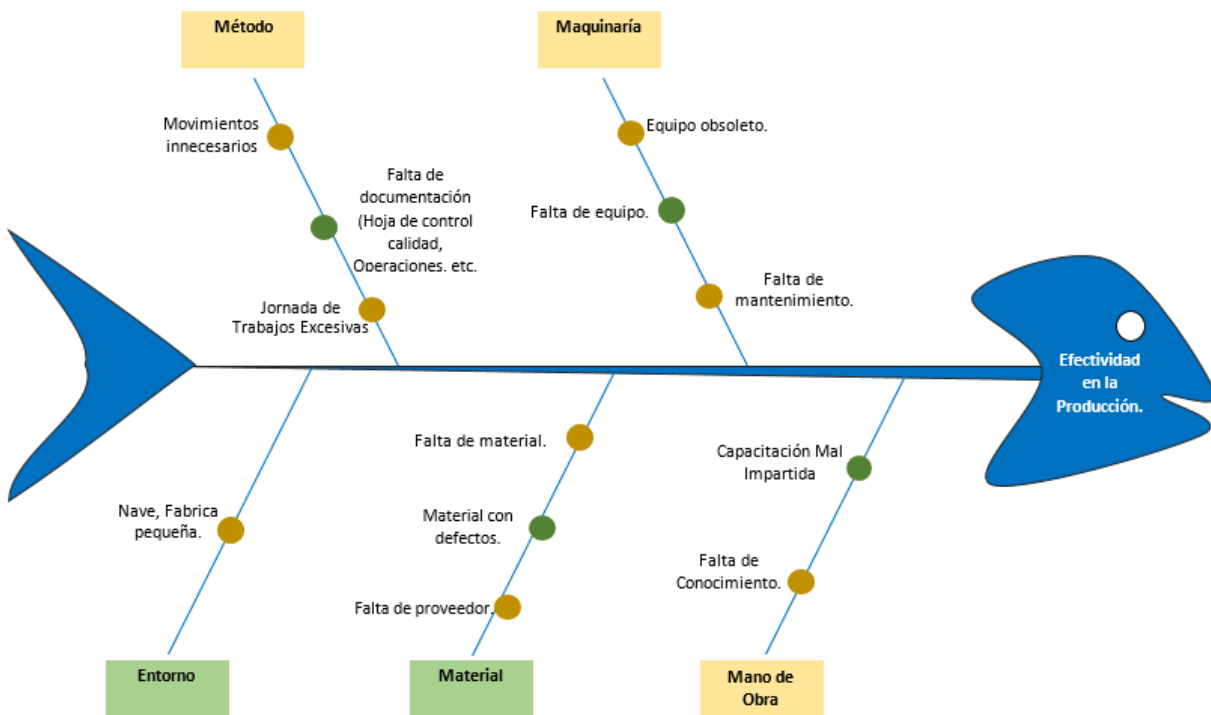 Método
Maquinaría
Movimientos
innecesarios
Falta de
documentación
(Hoja de control
calidad,
Operaciones. etc.
Jornada de
Trabajos Excesivas
Equipo obsoleto.
Falta de equipo.
Falta de
mantenimiento.
Efectividad
en la
Producción.
Nave, Fabrica
pequeña.
Falta de material.
Material con
defectos.
Falta de proveedor.
Capacitación Mal
Impartida
Falta de
Conocimiento.
Entorno
Material
Mano de
Obra